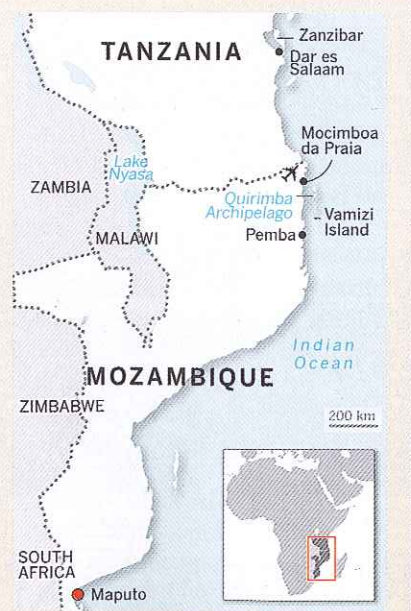 Zanzibar
TANZANIA
Dar es
Salaam
Mocimboa
da Praia
Lake
Nyasa
ZAMBIA
Quirimba
Archipelago
Vamizi
Island
MALAWI
Pemba
Indian
Ocean
MOZAMBIQUE
ZIMBABWE
200 km
SOUTH
AFRICA
Maputo